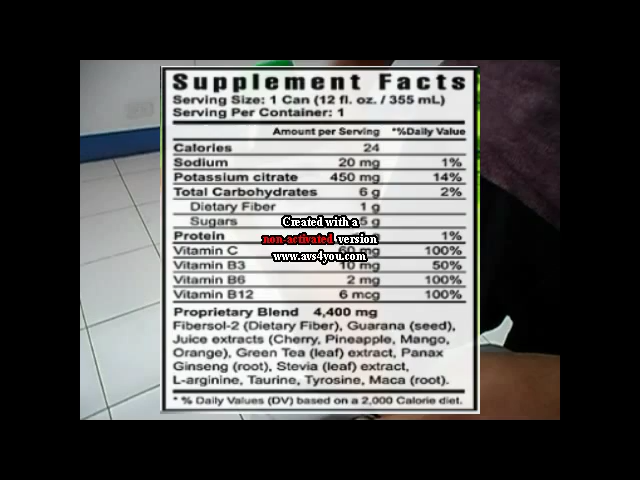 Supplement Facts
Serving Size: 1 Can (12 fl. oz. / 355 mL)
Serving Per Container: 1
Amount per Serving *%Daily Value
Calories 24
Sodium 20 mg 1%
Potassium citrate 450 mg 14%
Total Carbohydrates 6 g 2%
Dietary Fiber 1 g
Sugars 5 g
Created with a
Protein 1%
non-activated version
Vitamin C 60 mg 100%
www.avs4you.com
Vitamin B3 10 mg 50%
Vitamin B6 2 mg 100%
Vitamin B12 6 mcg 100%
Proprietary Blend 4,400 mg
Fibersol-2 (Dietary Fiber), Guarana (seed),
Juice extracts (Cherry, Pineapple, Mango,
Orange), Green Tea (leaf) extract, Panax
Ginseng (root), Stevia (leaf) extract,
L-arginine, Taurine, Tyrosine, Maca (root).
* % Daily Values (DV) based on a 2,000 Calorie diet.